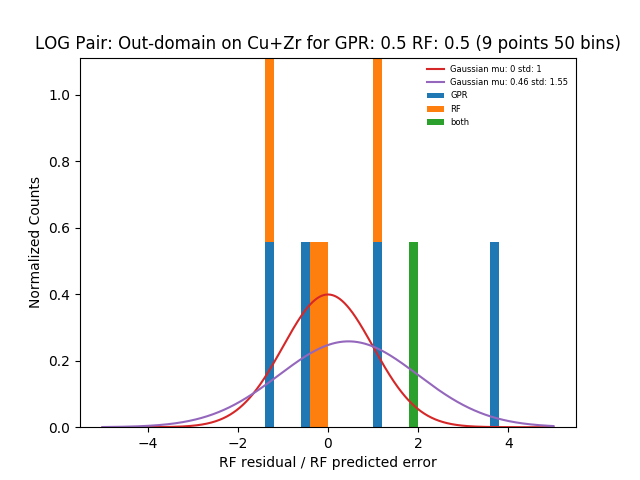 LOG Pair: Out-domain on Cu+Zr for GPR: 0.5 RF: 0.5 (9 points 50 bins)
Gaussian mu: 0 std: 1
Gaussian mu: 0.46 std: 1.55
GPR
RF
both
Normalized Counts
1.0
0.8
0.6
0.4
0.2
0.0
−4 −2 0 2 4
RF residual / RF predicted error